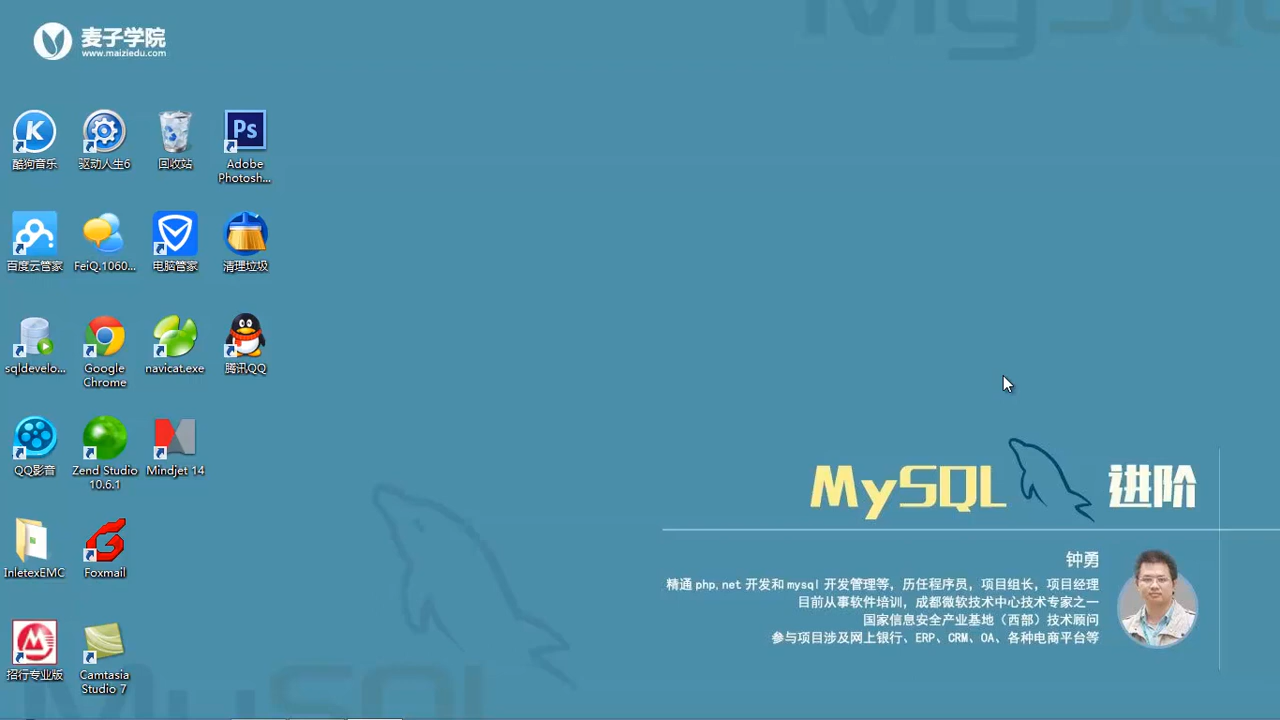 麦子学院
www.maiziedu.com
MySQL
酷狗音乐
驱动人生6
回收站
Adobe
Photosh...
百度云管家
FeiQ.1060...
电脑管家
清理垃圾
sqldevelo...
Google
Chrome
navicat.exe
腾讯QQ
QQ影音
Zend Studio
10.6.1
Mindjet 14
InletexEMC
Foxmail
招行专业版
Camtasia
Studio 7
MySQL 进阶
钟勇
精通php,net 开发和mysql 开发管理等，历任程序员，项目组长，项目经理
目前从事软件培训，成都微软技术中心技术专家之一
国家信息安全产业基地（西部）技术顾问
参与项目涉及网上银行、ERP、CRM、OA、各种电商平台等
MySQL